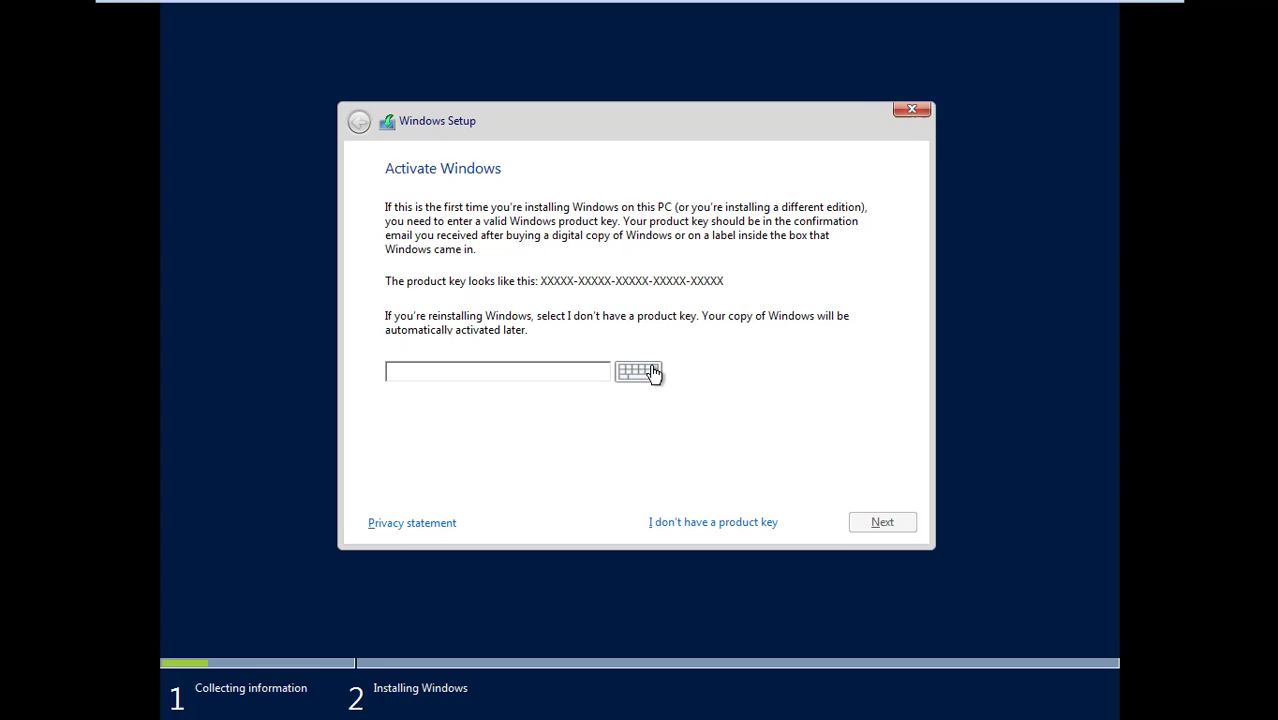 Windows Setup
Activate Windows
If this is the first time you're installing Windows on this PC (or you're installing a different edition),
you need to enter a valid Windows product key. Your product key should be in the confirmation
email you received after buying a digital copy of Windows or on a label inside the box that
Windows came in.
The product key looks like this: XXXXX-XXXXX-XXXXX-XXXXX-XXXXX
If you're reinstalling Windows, select I don't have a product key. Your copy of Windows will be
automatically activated later.
Privacy statement
I don't have a product key
Next
1 Collecting information
2 Installing Windows